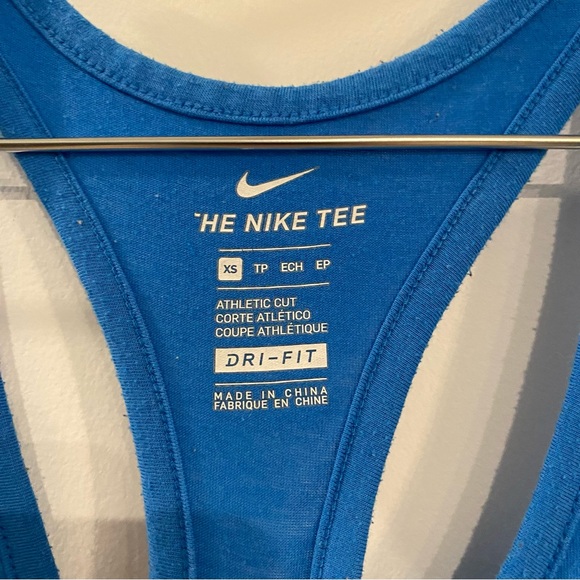 HE NIKE TEE
XS TP ECH EP
ATHLETIC CUT
CORTE ATLÉTICO
COUPE ATHLÉTIQUE
DRI-FIT
MADE IN CHINA
FABRIQUE EN CHINE